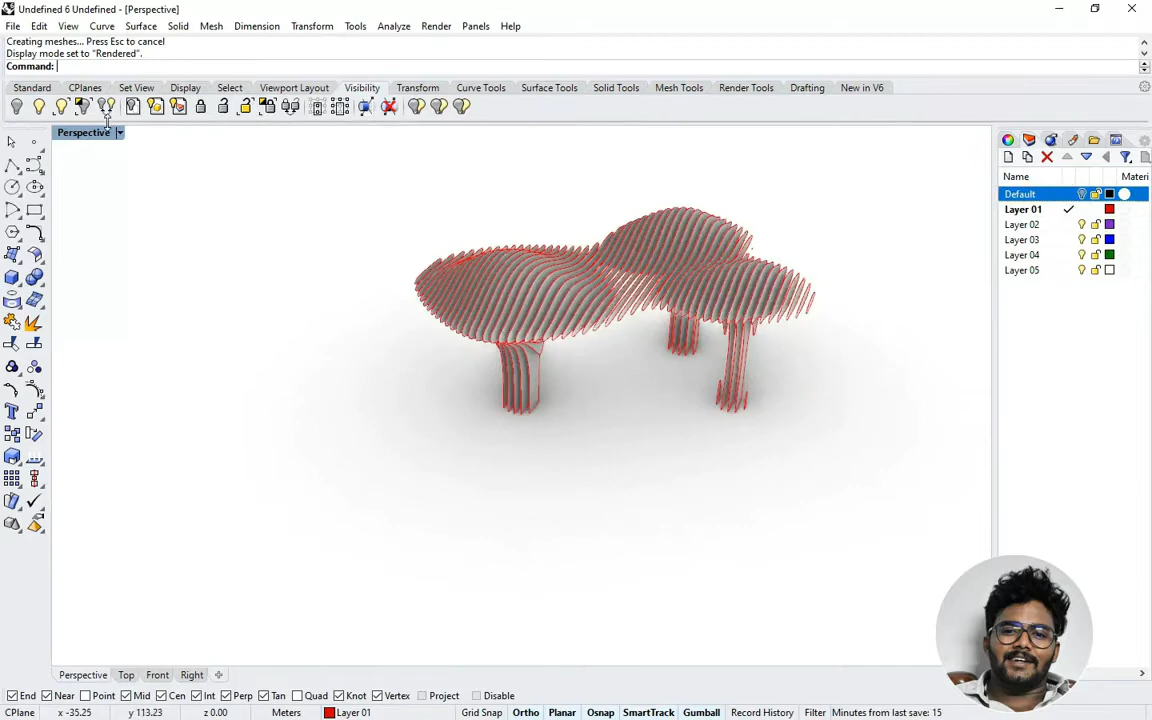 Undefined 6 Undefined - [Perspective]
File Edit View Curve Surface Solid Mesh Dimension Transform Tools Analyze Render Panels Help
Creating meshes... Press Esc to cancel
Display mode set to "Rendered".
Command:
Standard CPlanes Set View Display Select Viewport Layout Visibility Transform Curve Tools Surface Tools Solid Tools Mesh Tools Render Tools Drafting New in V6
Perspective
Name Materi
Default
Layer 01
Layer 02
Layer 03
Layer 04
Layer 05
Perspective Top Front Right
End Near Point Mid Cen Int Perp Tan Quad Knot Vertex Project Disable
CPlane x -35.25 y 113.23 z 0.00 Meters Layer 01 Grid Snap Ortho Planar Osnap SmartTrack Gumball Record History Filter Minutes from last save: 15